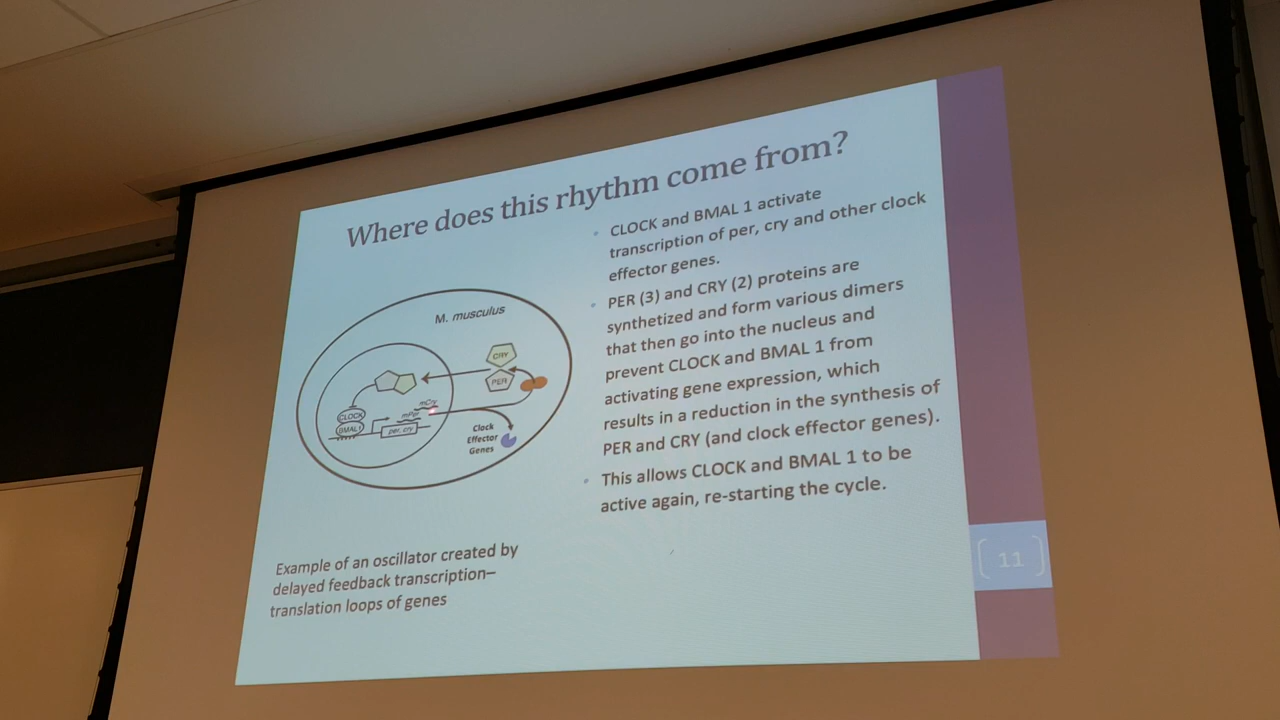 Where does this rhythm come from?
CLOCK and BMAL 1 activate
transcription of per, cry and other clock
effector genes.
PER (3) and CRY (2) proteins are
synthetized and form various dimers
that then go into the nucleus and
prevent CLOCK and BMAL 1 from
activating gene expression, which
results in a reduction in the synthesis of
PER and CRY (and clock effector genes).
This allows CLOCK and BMAL 1 to be
active again, re-starting the cycle.
M. musculus
CRY
PER
mCry
mPer
CLOCK
BMAL1
per, cry
Clock
Effector
Genes
Example of an oscillator created by
delayed feedback transcription–
translation loops of genes
11